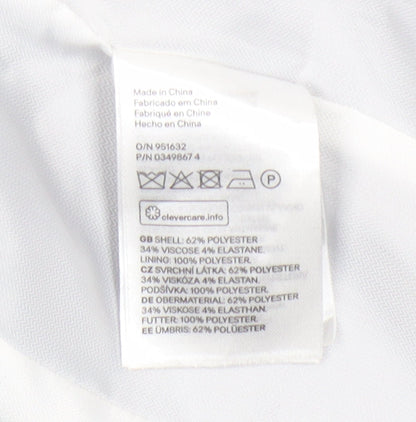 Made in China
Fabricado em China
Fabriqué en China
Hecho en China
O/N 951632
P/N 0349867 4
P
clevercare.info
GB SHELL: 62% POLYESTER
34% VISCOSE 4% ELASTANE.
LINING: 100% POLYESTER.
CZ SVRCHNÍ LÁTKA: 62% POLYESTER
34% VISKÓZA 4% ELASTAN.
PODŠÍVKA: 100% POLYESTER.
DE OBERMATERIAL: 62% POLYESTER
34% VISKOSE 4% ELASTHAN.
FUTTER: 100% POLYESTER.
EE ÜMBRIS: 62% POLÜESTER